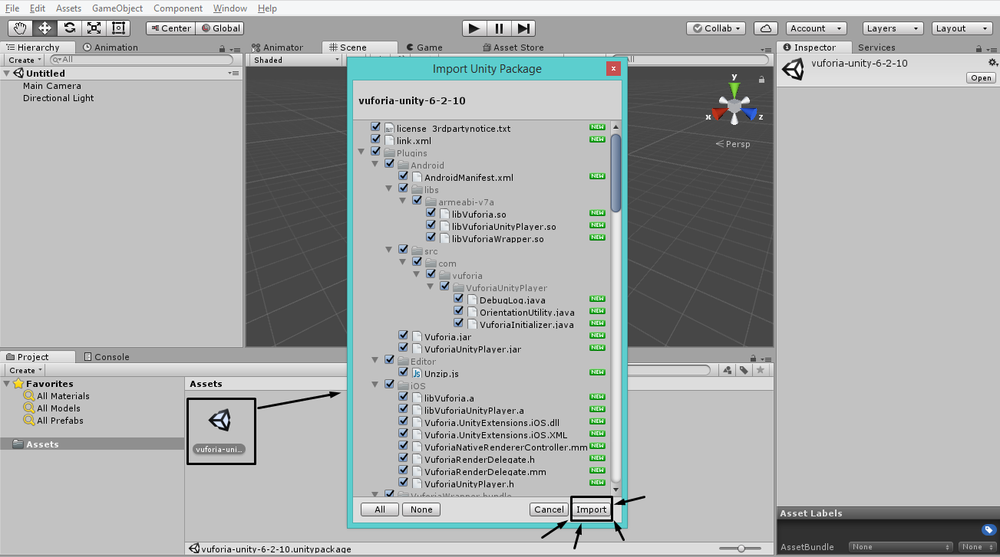 File Edit Assets GameObject Component Window Help
Center Global Collab Account Layers Layout
Hierarchy Animation
Create All
Untitled
Main Camera
Directional Light
Animator Scene Game Asset Store
Shaded All
y
x z
Persp
Inspector Services
vuforia-unity-6-2-10
Open
Import Unity Package
x
vuforia-unity-6-2-10
license_3rdpartynotice.txt NEW
link.xml NEW
Plugins
Android
AndroidManifest.xml NEW
libs
armeabi-v7a
libVuforia.so NEW
libVuforiaUnityPlayer.so NEW
libVuforiaWrapper.so NEW
src
com
vuforia
VuforiaUnityPlayer
DebugLog.java NEW
OrientationUtility.java NEW
VuforiaInitializer.java NEW
Vuforia.jar NEW
VuforiaUnityPlayer.jar NEW
Editor
Js Unzip.js NEW
iOS
libVuforia.a NEW
libVuforiaUnityPlayer.a NEW
Vuforia.UnityExtensions.iOS.dll NEW
Vuforia.UnityExtensions.iOS.XML NEW
VuforiaNativeRendererController.mm NEW
VuforiaRenderDelegate.h NEW
VuforiaRenderDelegate.mm NEW
VuforiaUnityPlayer.h NEW
VuforiaWrapper.bundle
All None Cancel Import
Project Console
Create
Favorites
All Materials
All Models
All Prefabs
Assets
Assets
vuforia-uni...
vuforia-unity-6-2-10.unitypackage
Asset Labels
AssetBundle None None